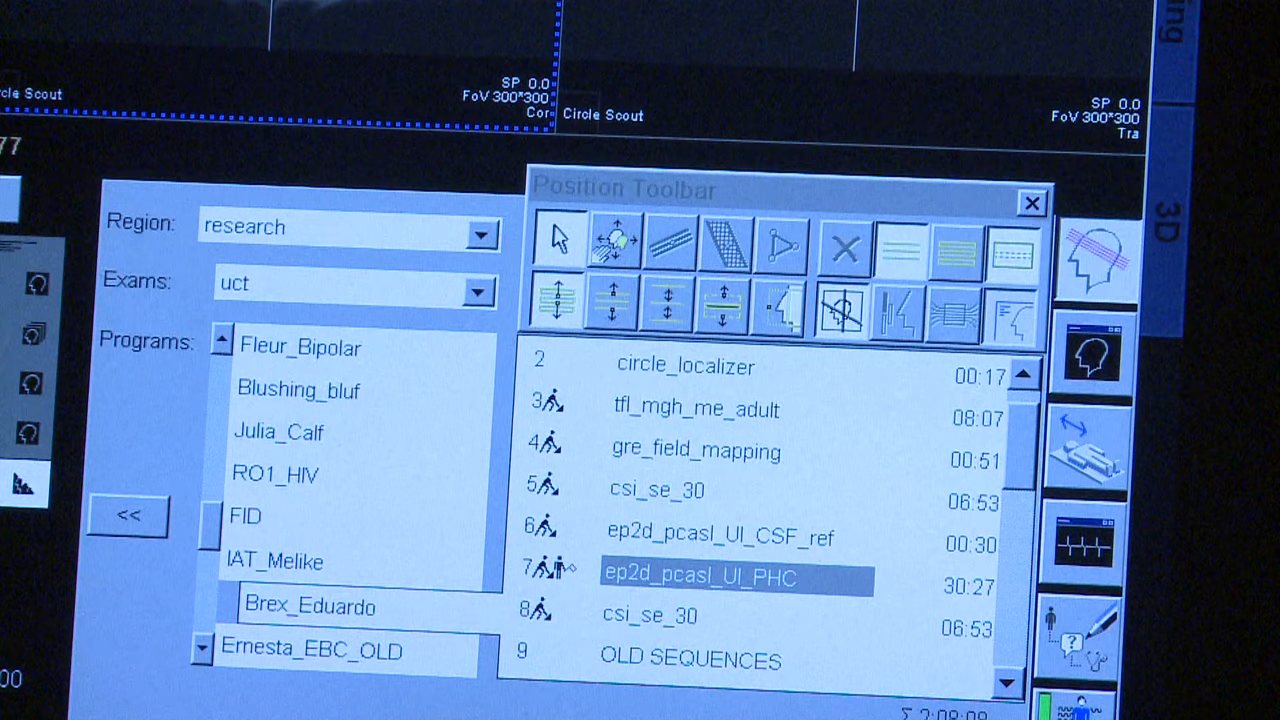 ing
SP 0.0
FoV 300*300
Cor
cle Scout
Circle Scout
SP 0.0
FoV 300*300
Tra
77
3D
Position Toolbar
Region:
research
Exams:
uct
Programs:
Fleur_Bipolar
Blushing_bluf
Julia_Calf
RO1_HIV
FID
IAT_Melike
Brex_Eduardo
Ernesta_EBC_OLD
<<
2 circle_localizer 00:17
3 tfl_mgh_me_adult 08:07
4 gre_field_mapping 00:51
5 csi_se_30 06:53
6 ep2d_pcasl_UI_CSF_ref 00:30
7 ep2d_pcasl_UI_PHC 30:27
8 csi_se_30 06:53
9 OLD SEQUENCES
?
00